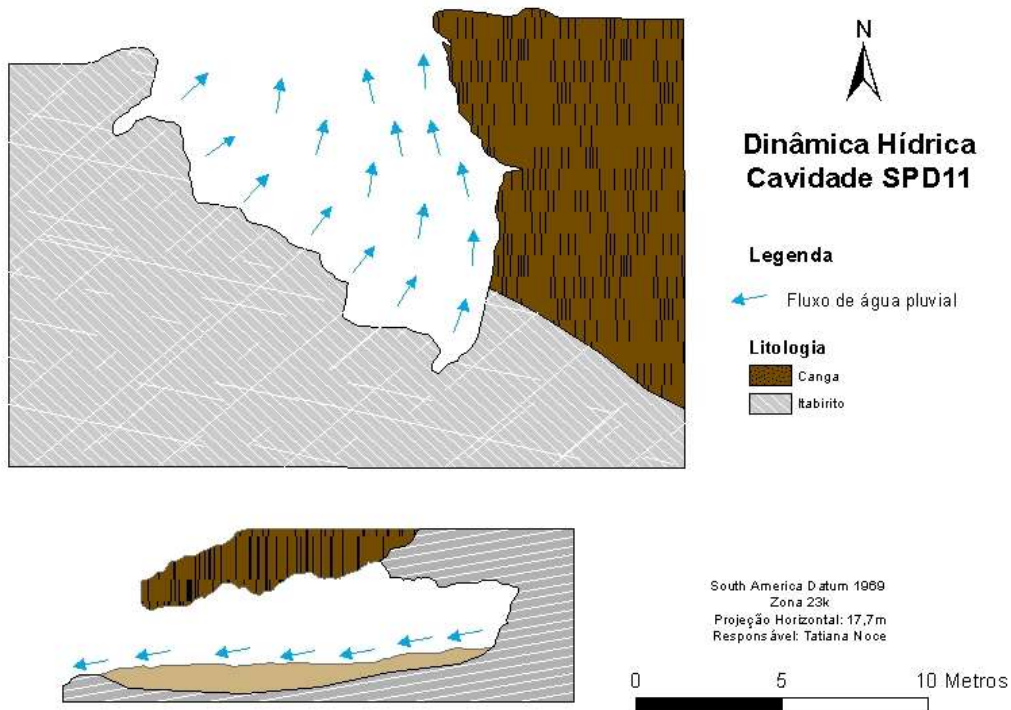 N
Dinâmica Hídrica
Cavidade SPD11
Legenda
Fluxo de água pluvial
Litologia
Canga
Itabirito
South America Datum 1969
Zona 23k
Projeção Horizontal: 17,7m
Responsável: Tatiana Noce
0 5 10 Metros